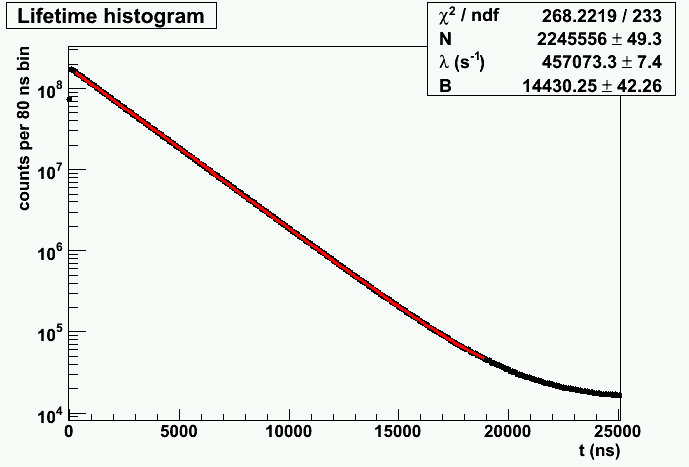 Lifetime histogram
χ² / ndf 268.2219 / 233
N 2245556 ± 49.3
λ (s⁻¹) 457073.3 ± 7.4
B 14430.25 ± 42.26
counts per 80 ns bin
10⁸
10⁷
10⁶
10⁵
10⁴
0 5000 10000 15000 20000 25000
t (ns)